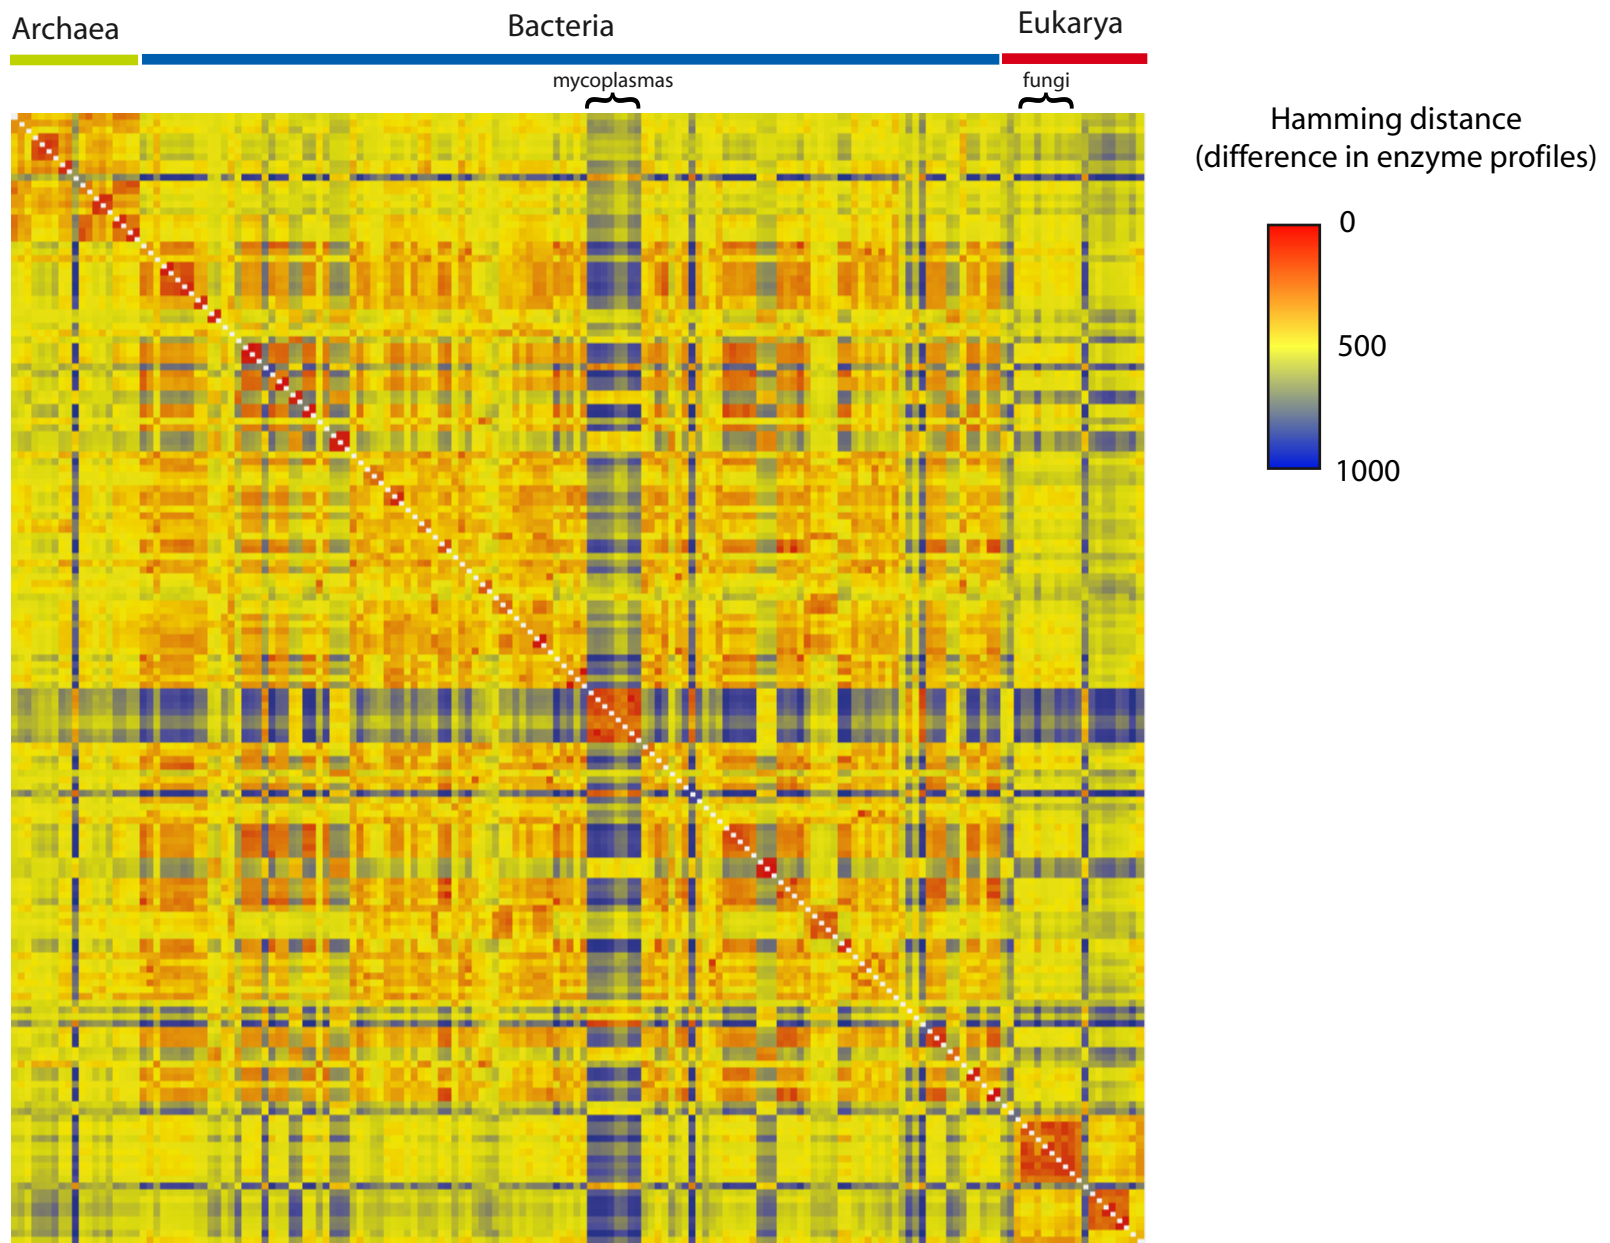 Archaea
Bacteria
Eukarya
mycoplasmas
fungi
Hamming distance
(difference in enzyme profiles)
0
500
1000